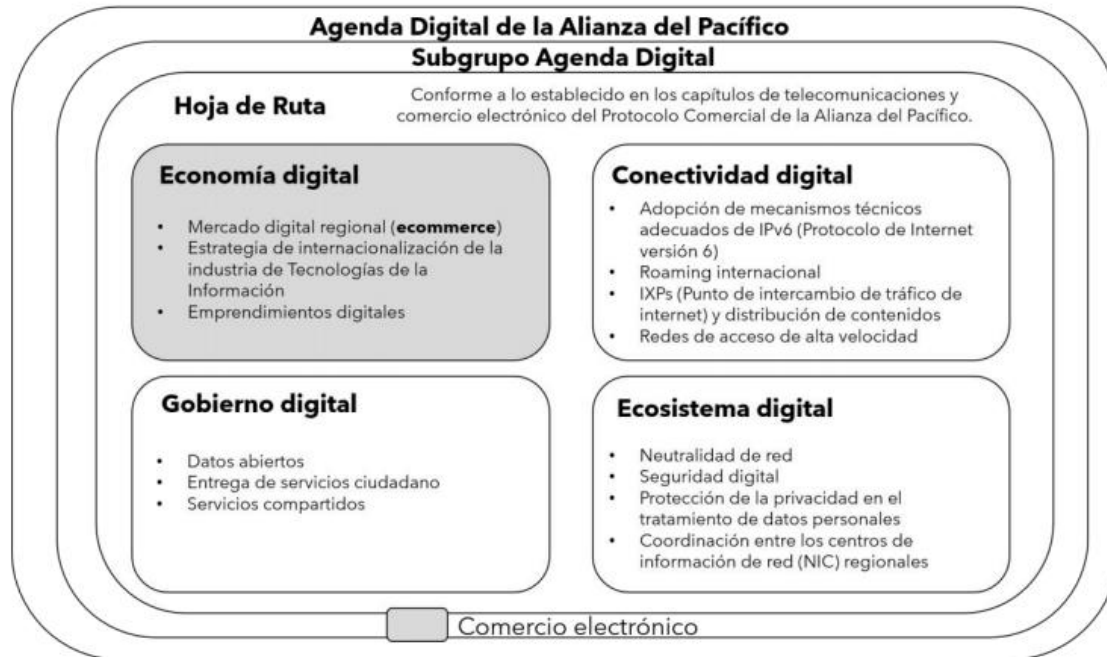 Agenda Digital de la Alianza del Pacífico
Subgrupo Agenda Digital
Hoja de Ruta
Conforme a lo establecido en los capítulos de telecomunicaciones y
comercio electrónico del Protocolo Comercial de la Alianza del Pacífico.
Economía digital
• Mercado digital regional (ecommerce)
• Estrategia de internacionalización de la
industria de Tecnologías de la
Información
• Emprendimientos digitales
Conectividad digital
• Adopción de mecanismos técnicos
adecuados de IPv6 (Protocolo de Internet
versión 6)
• Roaming internacional
• IXPs (Punto de intercambio de tráfico de
internet) y distribución de contenidos
• Redes de acceso de alta velocidad
Gobierno digital
• Datos abiertos
• Entrega de servicios ciudadano
• Servicios compartidos
Ecosistema digital
• Neutralidad de red
• Seguridad digital
• Protección de la privacidad en el
tratamiento de datos personales
• Coordinación entre los centros de
información de red (NIC) regionales
Comercio electrónico